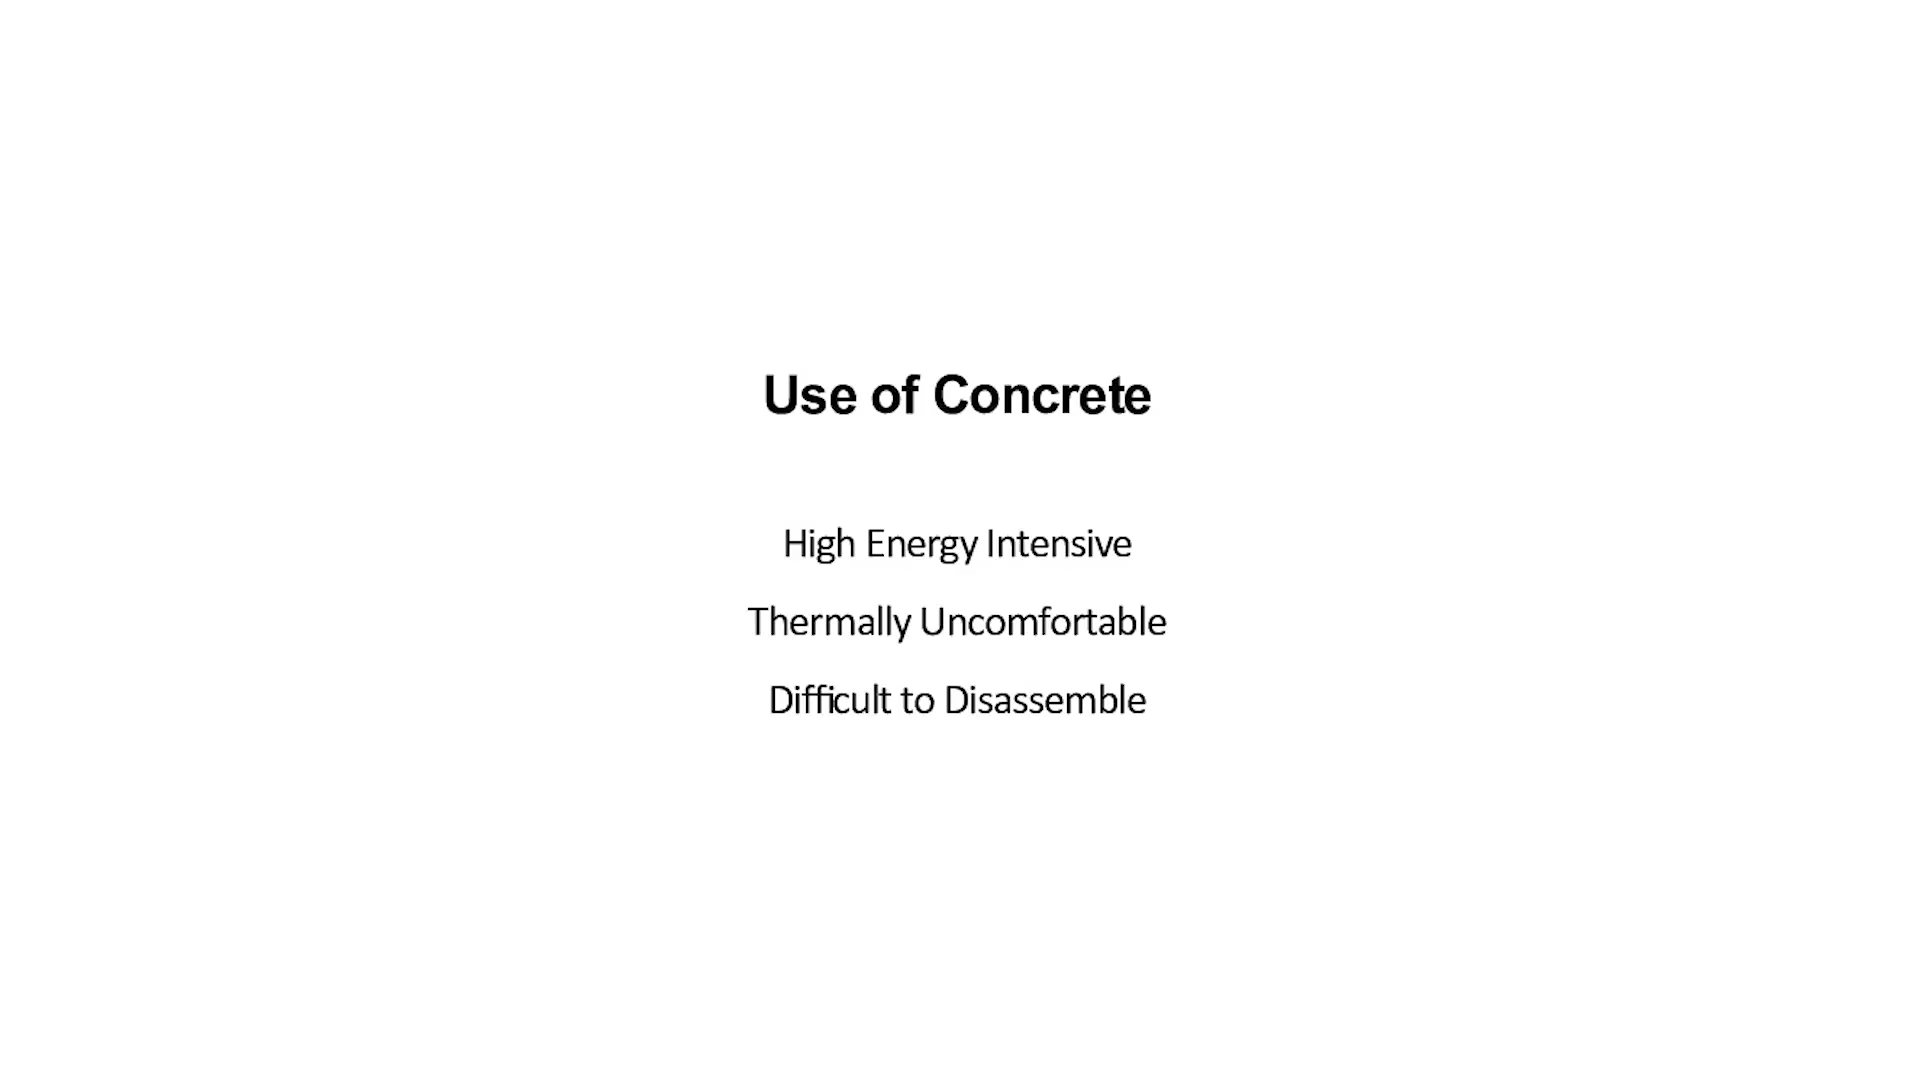 Use of Concrete
High Energy Intensive
Thermally Uncomfortable
Difficult to Disassemble